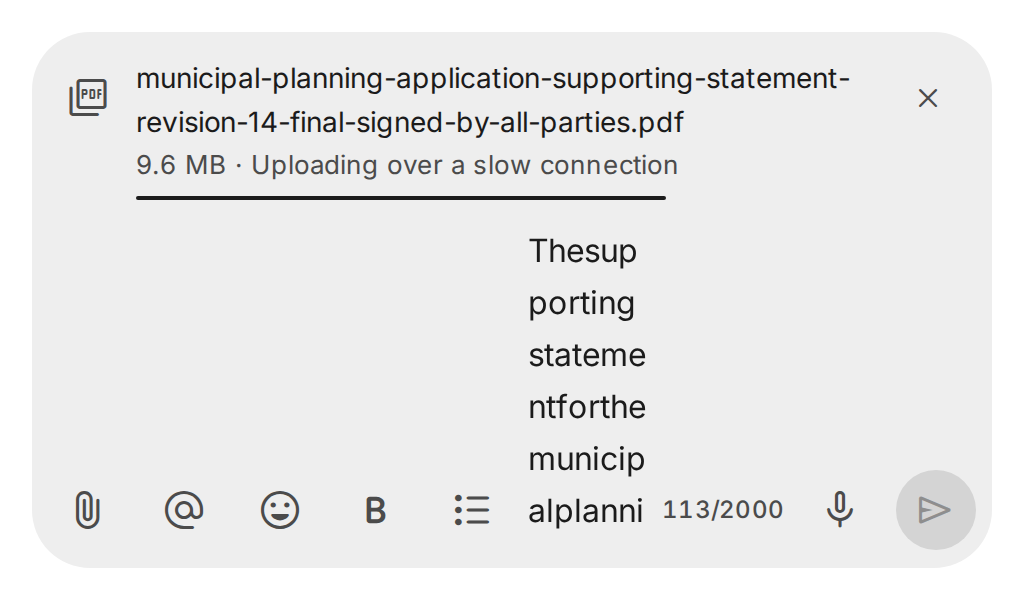 municipal-planning-application-supporting-statement-
revision-14-final-signed-by-all-parties.pdf
9.6 MB · Uploading over a slow connection
Thesup
porting
stateme
ntforthe
municip
alplanni
113/2000